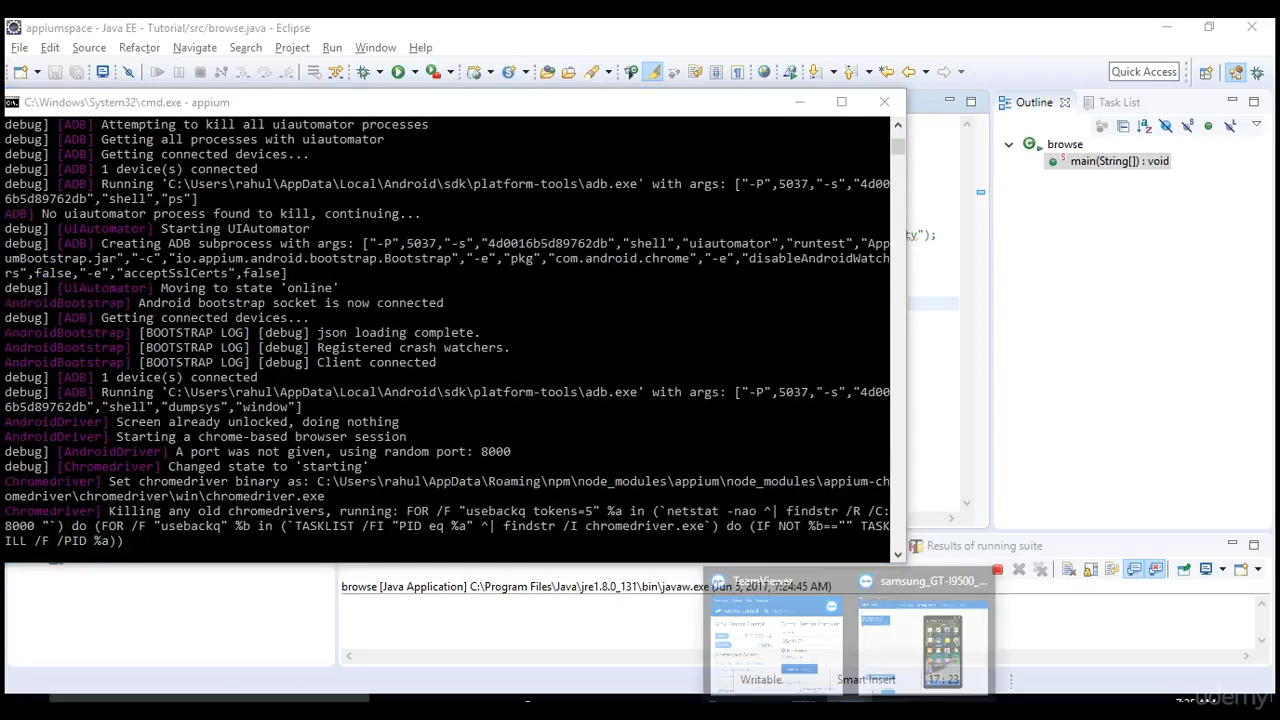 appiumspace - Java EE - Tutorial/src/browse.java - Eclipse
File Edit Source Refactor Navigate Search Project Run Window Help
Quick Access
C:\Windows\System32\cmd.exe - appium
Outline
Task List
debug] [ADB] Attempting to kill all uiautomator processes
debug] [ADB] Getting all processes with uiautomator
debug] [ADB] Getting connected devices...
debug] [ADB] 1 device(s) connected
debug] [ADB] Running 'C:\Users\rahul\AppData\Local\Android\sdk\platform-tools\adb.exe' with args: ["-P",5037,"-s","4d00
16b5d89762db","shell","ps"]
ADB] No uiautomator process found to kill, continuing...
debug] [UiAutomator] Starting UIAutomator
debug] [ADB] Creating ADB subprocess with args: ["-P",5037,"-s","4d0016b5d89762db","shell","uiautomator","runtest","App
umBootstrap.jar","-c","io.appium.android.bootstrap.Bootstrap","-e","pkg","com.android.chrome","-e","disableAndroidWatch
rs",false,"-e","acceptSslCerts",false]
debug] [UiAutomator] Moving to state 'online'
AndroidBootstrap] Android bootstrap socket is now connected
debug] [ADB] Getting connected devices...
AndroidBootstrap] [BOOTSTRAP LOG] [debug] json loading complete.
AndroidBootstrap] [BOOTSTRAP LOG] [debug] Registered crash watchers.
AndroidBootstrap] [BOOTSTRAP LOG] [debug] Client connected
debug] [ADB] 1 device(s) connected
debug] [ADB] Running 'C:\Users\rahul\AppData\Local\Android\sdk\platform-tools\adb.exe' with args: ["-P",5037,"-s","4d00
6b5d89762db","shell","dumpsys","window"]
AndroidDriver] Screen already unlocked, doing nothing
AndroidDriver] Starting a chrome-based browser session
debug] [AndroidDriver] A port was not given, using random port: 8000
debug] [Chromedriver] Changed state to 'starting'
Chromedriver] Set chromedriver binary as: C:\Users\rahul\AppData\Roaming\npm\node_modules\appium\node_modules\appium-ch
omedriver\chromedriver\win\chromedriver.exe
Chromedriver] Killing any old chromedrivers, running: FOR /F "usebackq tokens=5" %a in (`netstat -nao ^| findstr /R /C:
8000 "`) do (FOR /F "usebackq" %b in (`TASKLIST /FI "PID eq %a" ^| findstr /I chromedriver.exe`) do (IF NOT %b=="" TASK
ILL /F /PID %a))
browse
main(String[]) : void
ty");
Results of running suite
browse [Java Application] C:\Program Files\Java\jre1.8.0_131\bin\javaw.exe (Jun 5, 2017, 7:24:45 AM)
TeamViewer
samsung_GT-I9500_...
Writable
Smart Insert
17 : 23
udemy